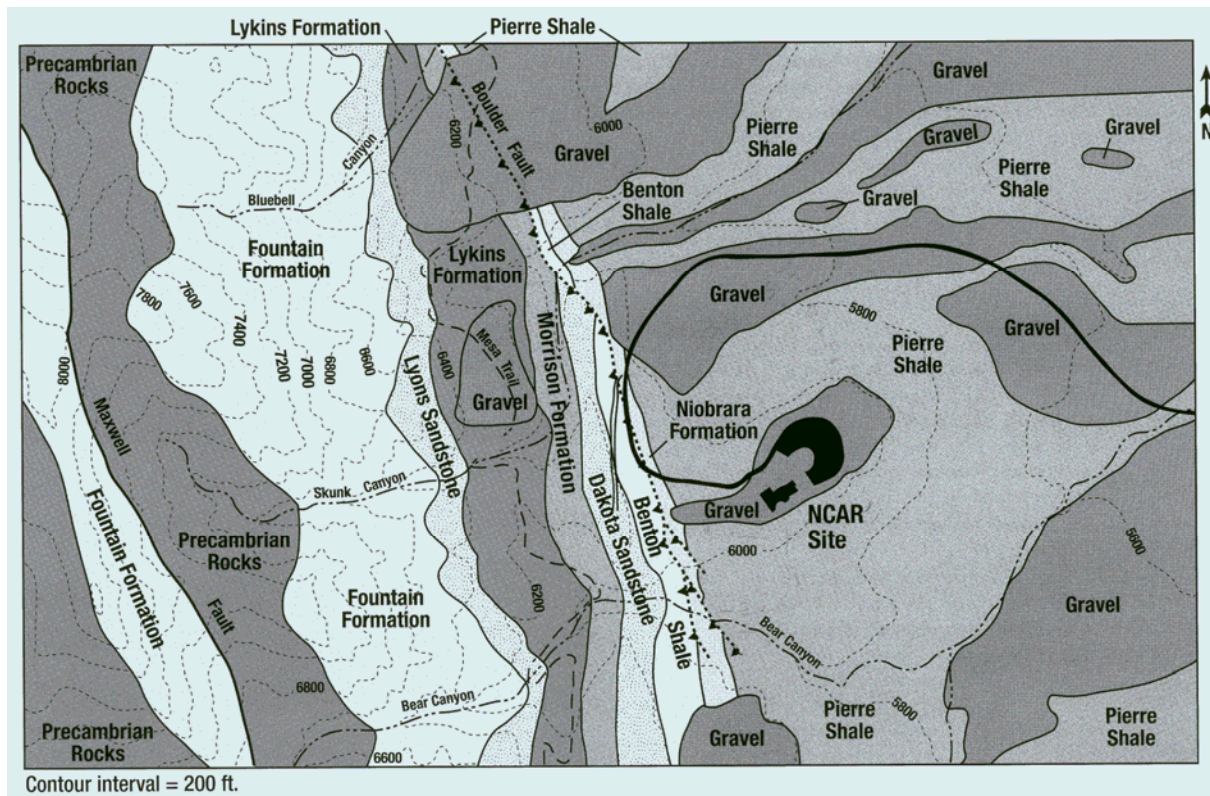 Lykins Formation
Pierre Shale
Precambrian
Rocks
Gravel
N
Boulder
Fault
6200
6000
Gravel
Pierre
Shale
Gravel
Gravel
Canyon
Bluebell
Benton
Shale
Pierre
Shale
Gravel
Fountain
Formation
Lykins
Formation
7800
7600
7400
7200
7000
6800
6600
6400
Mesa Trail
Gravel
Morrison Formation
Gravel
5800
Pierre
Shale
Gravel
8000
Maxwell
Fault
Lyons Sandstone
Niobrara
Formation
Skunk Canyon
Dakota Sandstone
Benton
Shale
Gravel
NCAR
Site
6000
5600
Fountain Formation
Precambrian
Rocks
Fountain
Formation
6200
Gravel
Bear Canyon
6800
Bear Canyon
Precambrian
Rocks
6600
Gravel
Pierre
Shale
5800
Pierre
Shale
Contour interval = 200 ft.